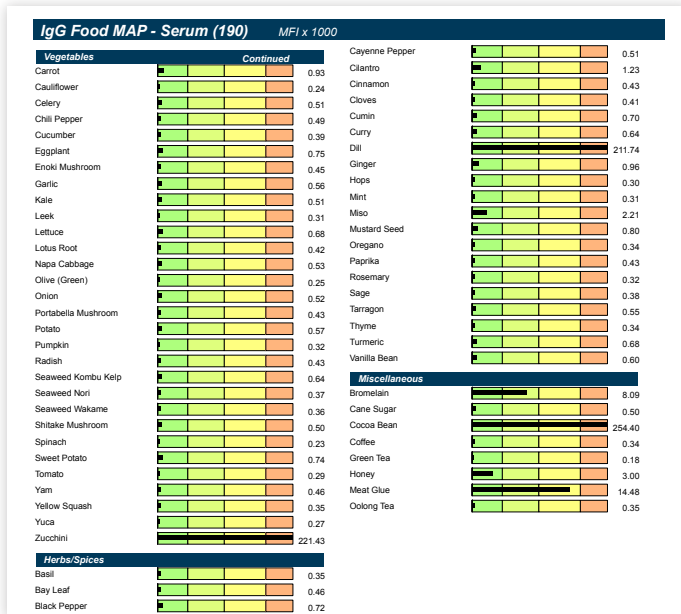 IgG Food MAP - Serum (190) MFI x 1000
Vegetables Continued
Carrot 0.93
Cauliflower 0.24
Celery 0.51
Chili Pepper 0.49
Cucumber 0.39
Eggplant 0.75
Enoki Mushroom 0.45
Garlic 0.56
Kale 0.51
Leek 0.31
Lettuce 0.68
Lotus Root 0.42
Napa Cabbage 0.53
Olive (Green) 0.25
Onion 0.52
Portabella Mushroom 0.43
Potato 0.57
Pumpkin 0.32
Radish 0.43
Seaweed Kombu Kelp 0.64
Seaweed Nori 0.37
Seaweed Wakame 0.36
Shitake Mushroom 0.50
Spinach 0.23
Sweet Potato 0.74
Tomato 0.29
Yam 0.46
Yellow Squash 0.35
Yuca 0.27
Zucchini 221.43
Herbs/Spices
Basil 0.35
Bay Leaf 0.46
Black Pepper 0.72
Cayenne Pepper 0.51
Cilantro 1.23
Cinnamon 0.43
Cloves 0.41
Cumin 0.70
Curry 0.64
Dill 211.74
Ginger 0.96
Hops 0.30
Mint 0.31
Miso 2.21
Mustard Seed 0.80
Oregano 0.34
Paprika 0.43
Rosemary 0.32
Sage 0.38
Tarragon 0.55
Thyme 0.34
Turmeric 0.68
Vanilla Bean 0.60
Miscellaneous
Bromelain 8.09
Cane Sugar 0.50
Cocoa Bean 254.40
Coffee 0.34
Green Tea 0.18
Honey 3.00
Meat Glue 14.48
Oolong Tea 0.35